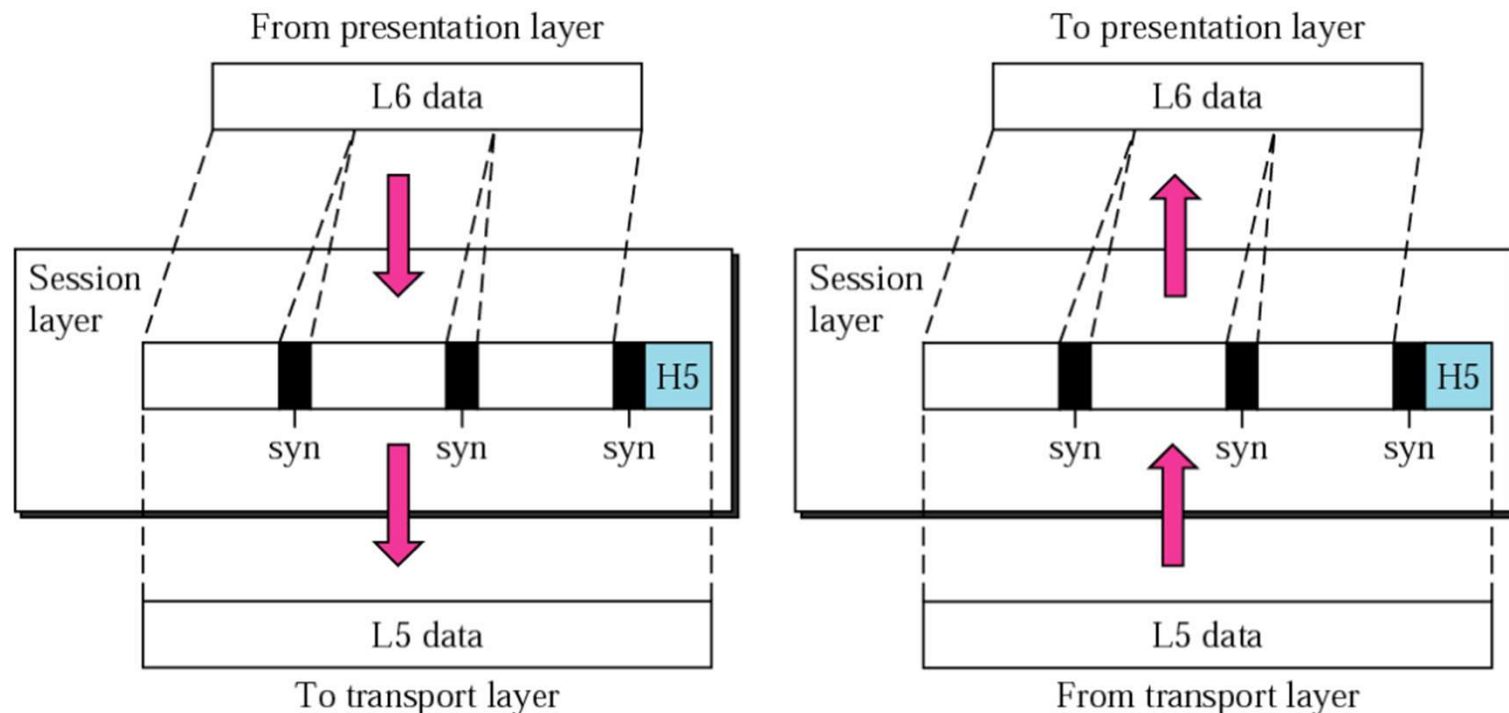 From presentation layer
L6 data
Session
layer
H5
syn
syn
syn
L5 data
To transport layer
To presentation layer
L6 data
Session
layer
H5
syn
syn
syn
L5 data
From transport layer